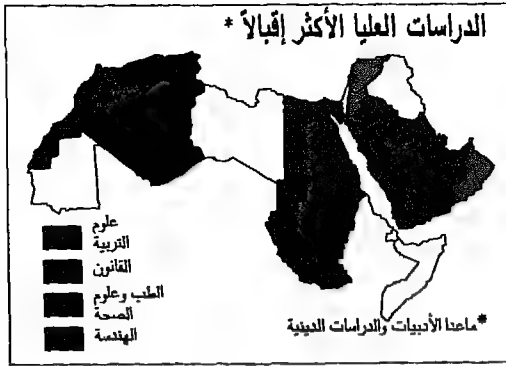 الدراسات العليا الأكثر إقبالاً *
علوم
التربية
القانون
الطب وعلوم
الصحة
الهندسة
*ماعدا الأدبيات والدراسات الدينية